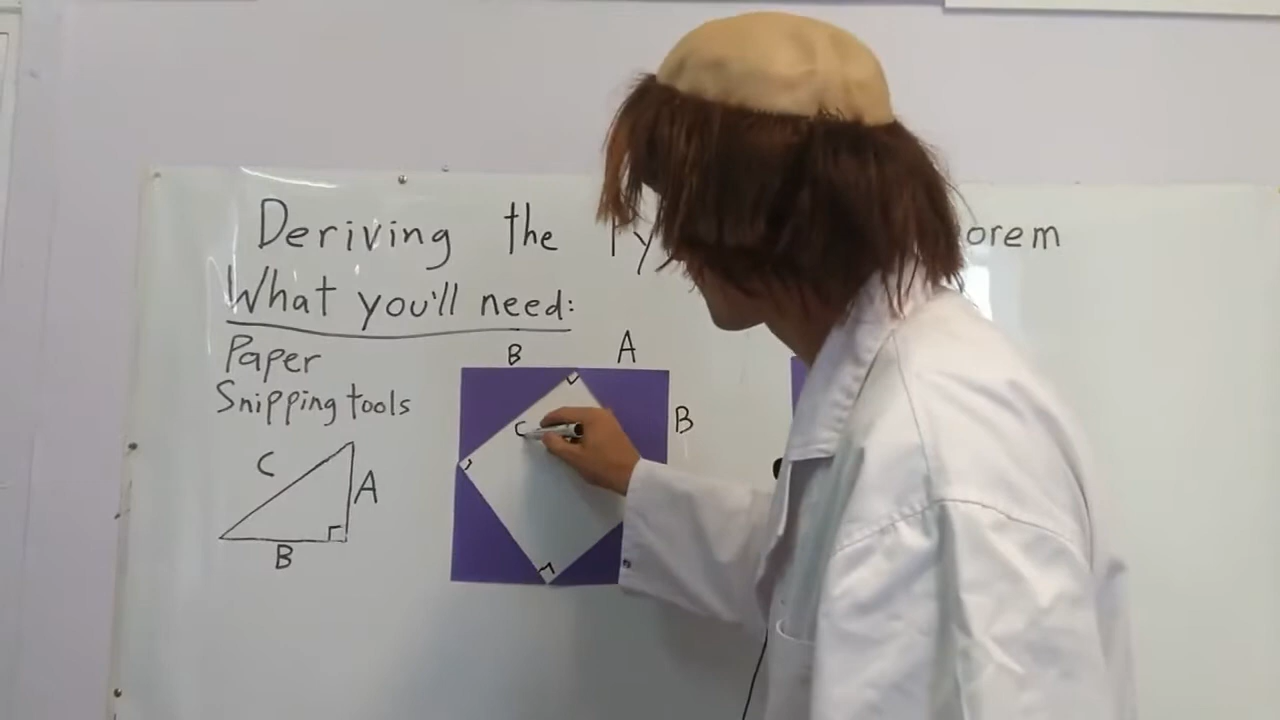 Deriving the Py orem
What you'll need:
Paper
Snipping tools
B A
B
C
C
A
B